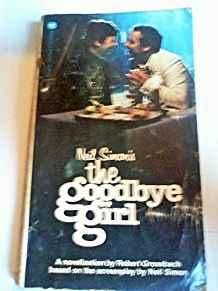 Neil Simon's
the
goodbye
girl
A novelization by Robert Grossbach
based on the screenplay by Neil Simon